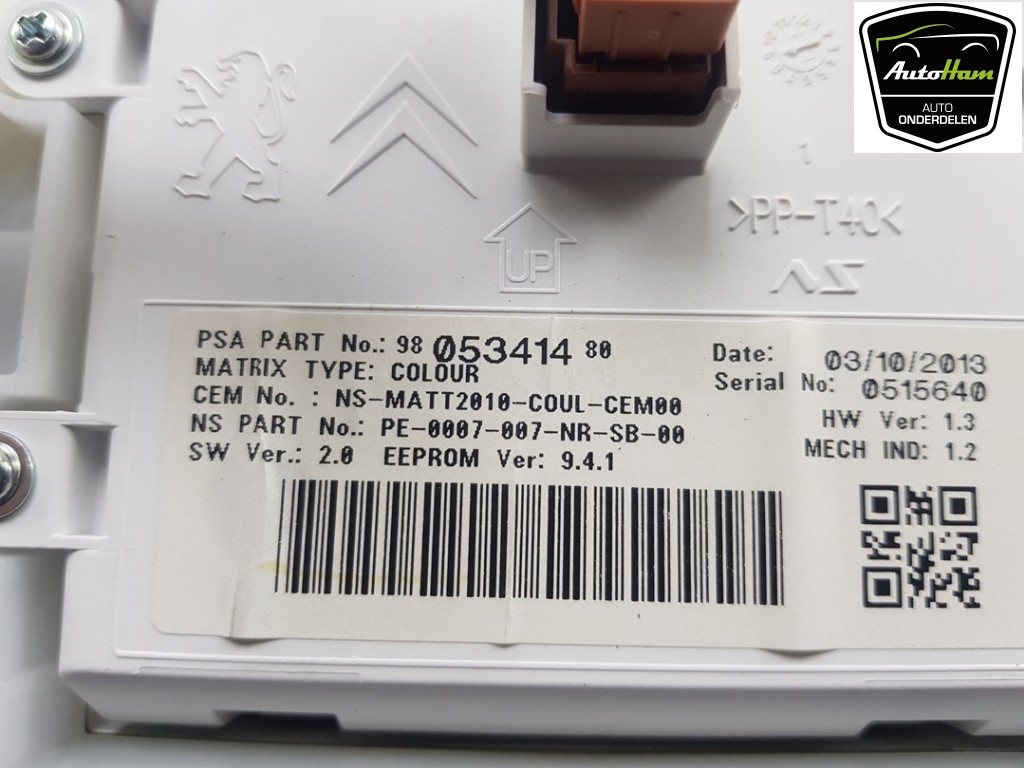 AutoHam
AUTO
ONDERDELEN
1
>PP-T40<
UP
PSA PART No.: 98 053414 80
MATRIX TYPE: COLOUR
CEM No. : NS-MATT2010-COUL-CEM00
NS PART No.: PE-0007-007-NR-SB-00
SW Ver.: 2.0 EEPROM Ver: 9.4.1
Date: 03/10/2013
Serial No: 0515640
HW Ver: 1.3
MECH IND: 1.2